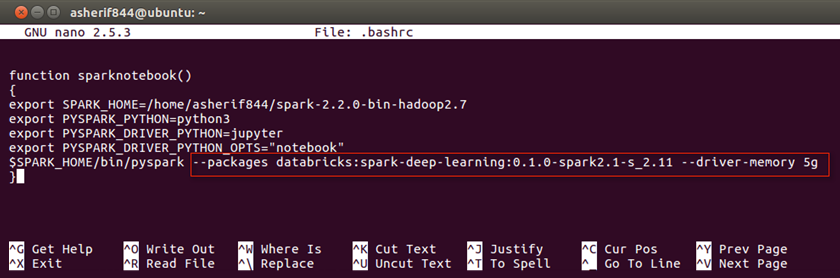 asherif844@ubuntu: ~
GNU nano 2.5.3 File: .bashrc
function sparknotebook()
{
export SPARK_HOME=/home/asherif844/spark-2.2.0-bin-hadoop2.7
export PYSPARK_PYTHON=python3
export PYSPARK_DRIVER_PYTHON=jupyter
export PYSPARK_DRIVER_PYTHON_OPTS="notebook"
$SPARK_HOME/bin/pyspark --packages databricks:spark-deep-learning:0.1.0-spark2.1-s_2.11 --driver-memory 5g
}
^G Get Help ^O Write Out ^W Where Is ^K Cut Text ^J Justify ^C Cur Pos ^Y Prev Page
^X Exit ^R Read File ^\ Replace ^U Uncut Text ^T To Spell ^_ Go To Line ^V Next Page